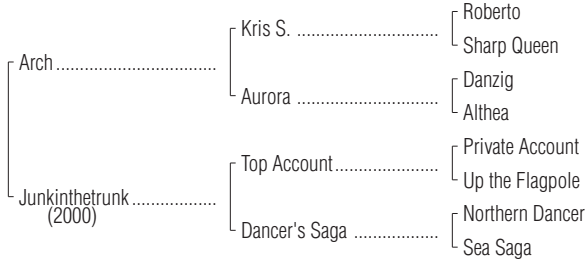 Roberto
Kris S. ..............................
Sharp Queen
Arch .................................
Danzig
Aurora ..............................
Althea
Private Account
Top Account......................
Up the Flagpole
Junkinthetrunk .................
(2000)
Northern Dancer
Dancer's Saga ..................
Sea Saga